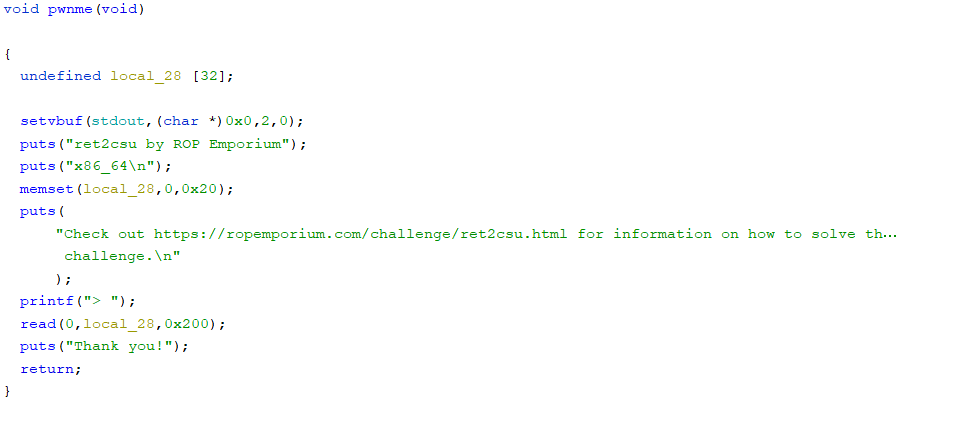 void pwnme(void)
{
undefined local_28 [32];
setvbuf(stdout,(char *)0x0,2,0);
puts("ret2csu by ROP Emporium");
puts("x86_64\n");
memset(local_28,0,0x20);
puts(
"Check out https://ropemporium.com/challenge/ret2csu.html for information on how to solve th...
challenge.\n"
);
printf("> ");
read(0,local_28,0x200);
puts("Thank you!");
return;
}